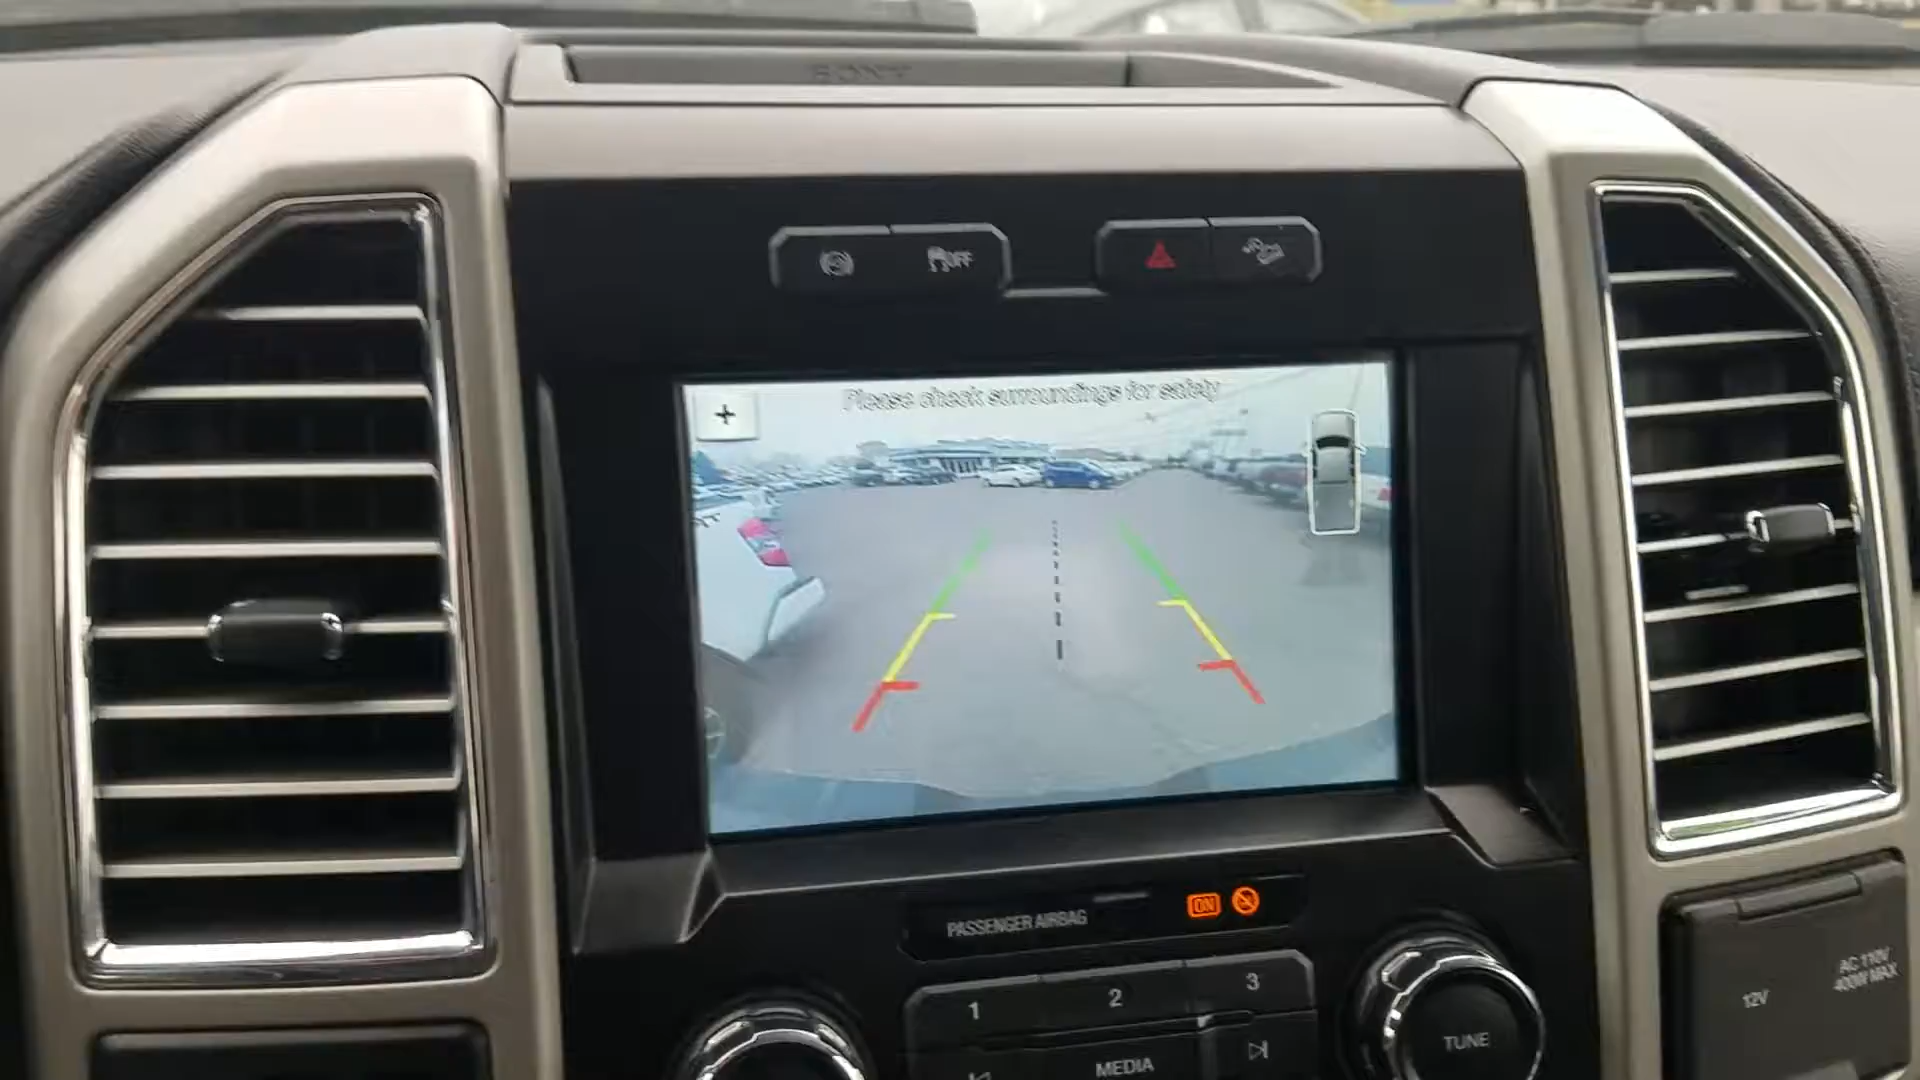 SONY
OFF
Please check surroundings for safety
+
PASSENGER AIRBAG
ON
1
2
3
MEDIA
TUNE
12V
AC 110V
400W MAX